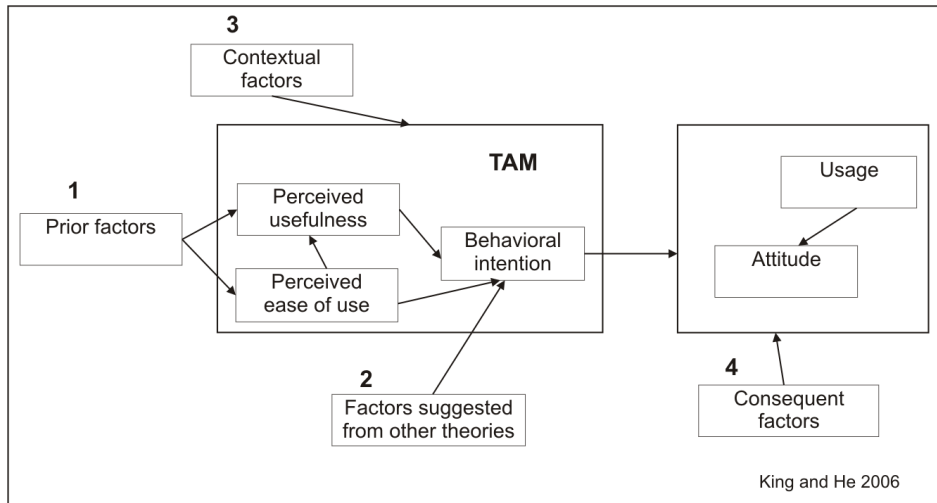 3
Contextual
factors
TAM
1
Prior factors
Perceived
usefulness
Perceived
ease of use
Behavioral
intention
Usage
Attitude
2
Factors suggested
from other theories
4
Consequent
factors
King and He 2006